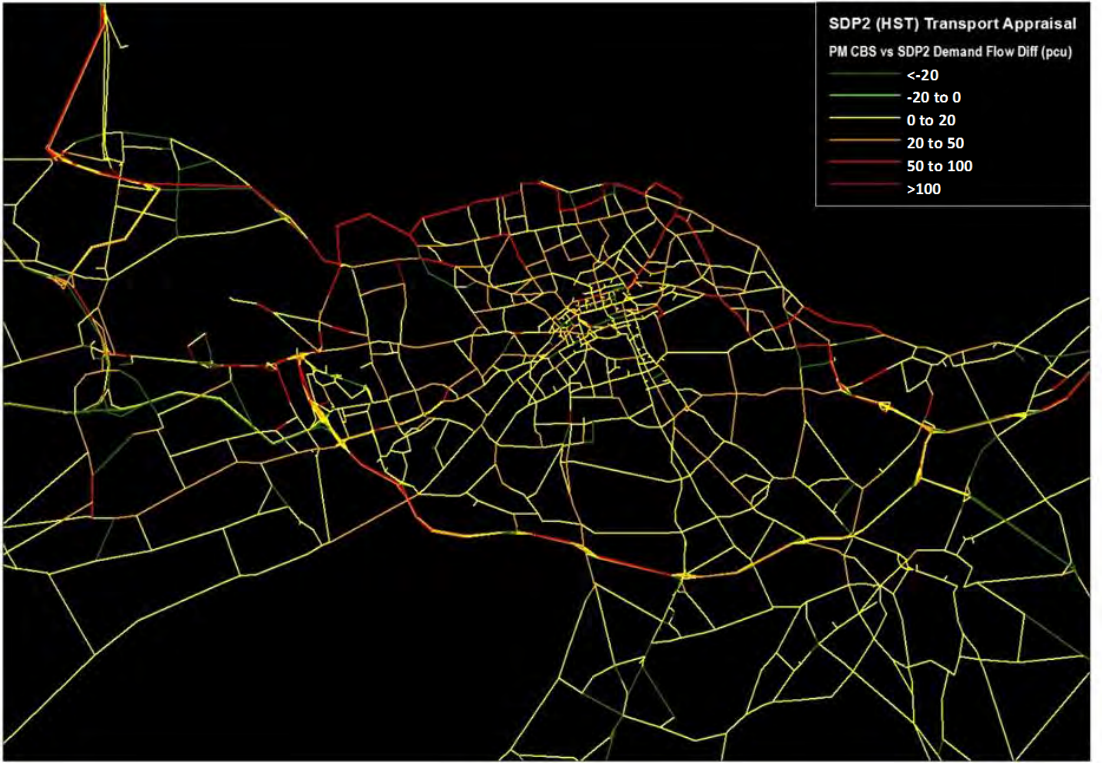 SDP2 (HST) Transport Appraisal
PM CBS vs SDP2 Demand Flow Diff (pcu)
<-20
-20 to 0
0 to 20
20 to 50
50 to 100
>100